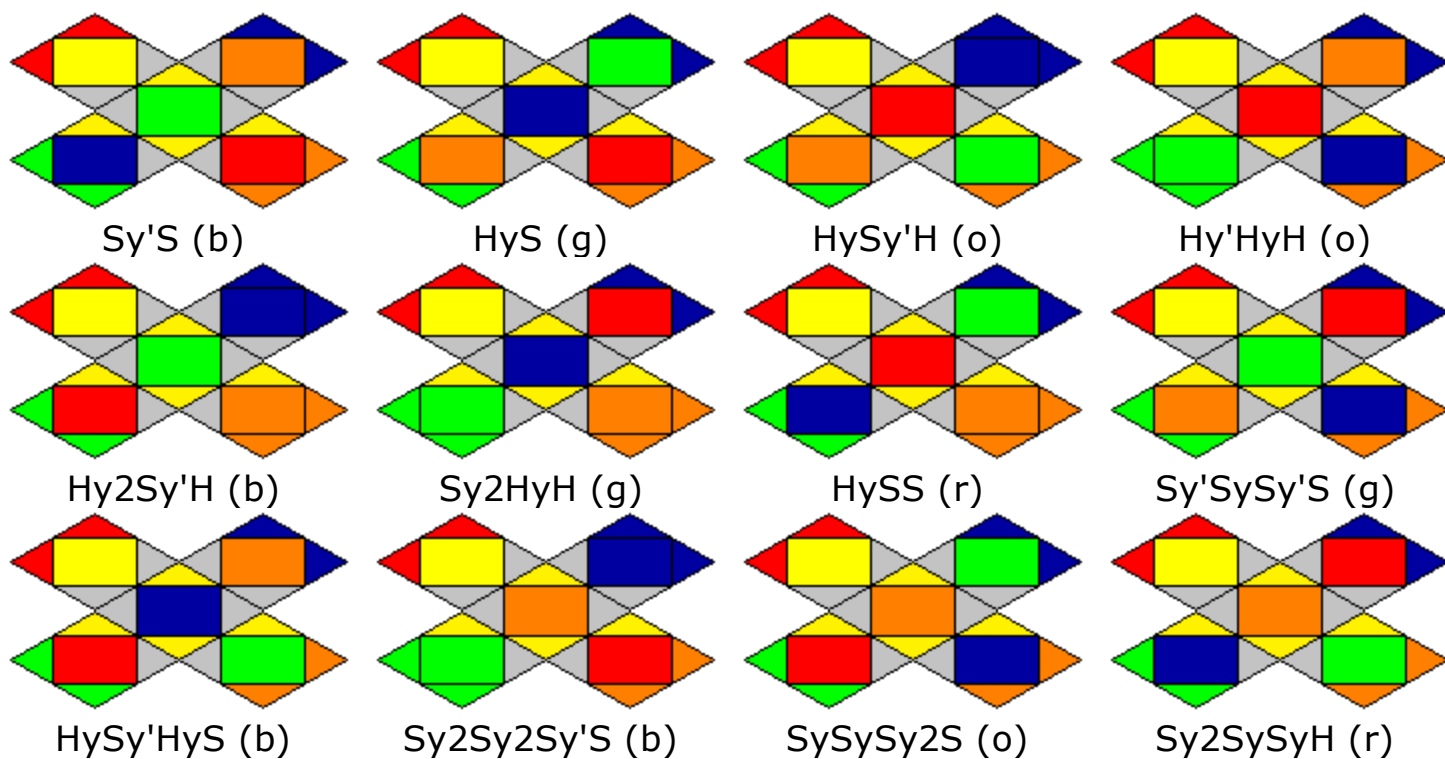 Sy'S (b) HyS (g) HySy'H (o) Hy'HyH (o)
Hy2Sy'H (b) Sy2HyH (g) HySS (r) Sy'SySy'S (g)
HySy'HyS (b) Sy2Sy2Sy'S (b) SySySy2S (o) Sy2SySyH (r)